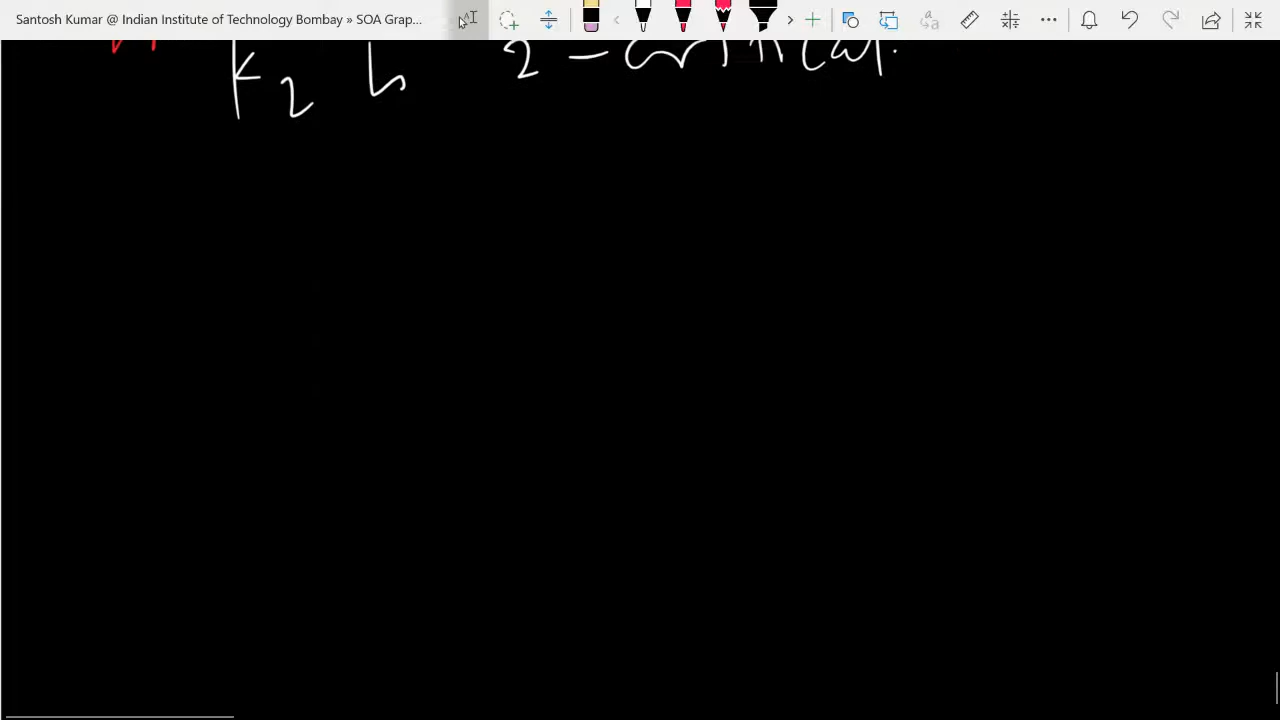 Santosh Kumar @ Indian Institute of Technology Bombay » SOA Grap...
K2 is 2-critical.